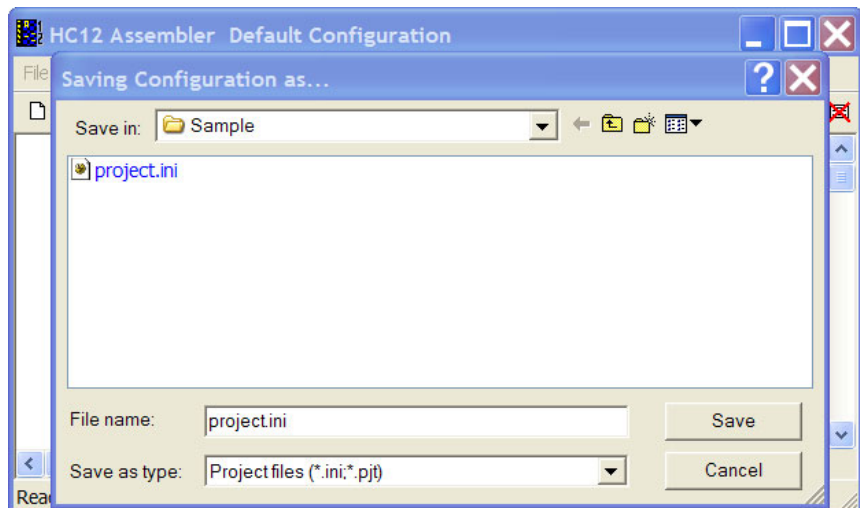 HC12 Assembler Default Configuration
File
Saving Configuration as...
Save in: Sample
project.ini
File name: project.ini Save
Save as type: Project files (*.ini;*.pjt) Cancel